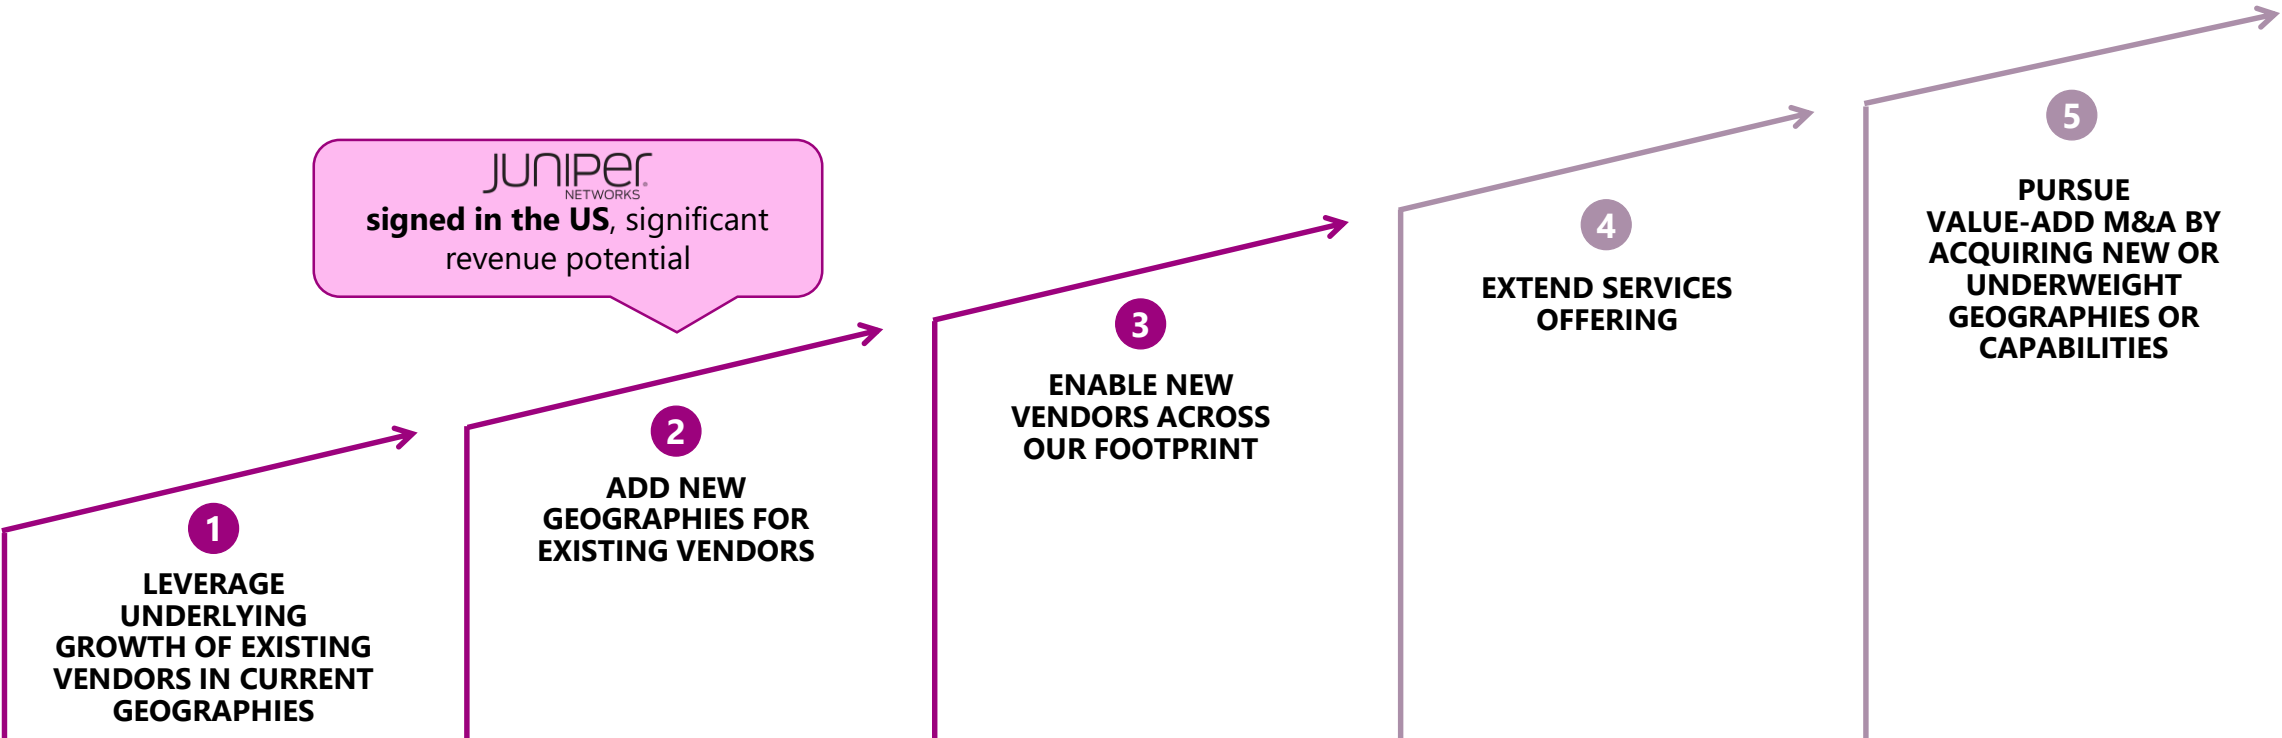 JUNIPER
NETWORKS
signed in the US, significant
revenue potential
1
LEVERAGE
UNDERLYING
GROWTH OF EXISTING
VENDORS IN CURRENT
GEOGRAPHIES
2
ADD NEW
GEOGRAPHIES FOR
EXISTING VENDORS
3
ENABLE NEW
VENDORS ACROSS
OUR FOOTPRINT
4
EXTEND SERVICES
OFFERING
5
PURSUE
VALUE-ADD M&A BY
ACQUIRING NEW OR
UNDERWEIGHT
GEOGRAPHIES OR
CAPABILITIES